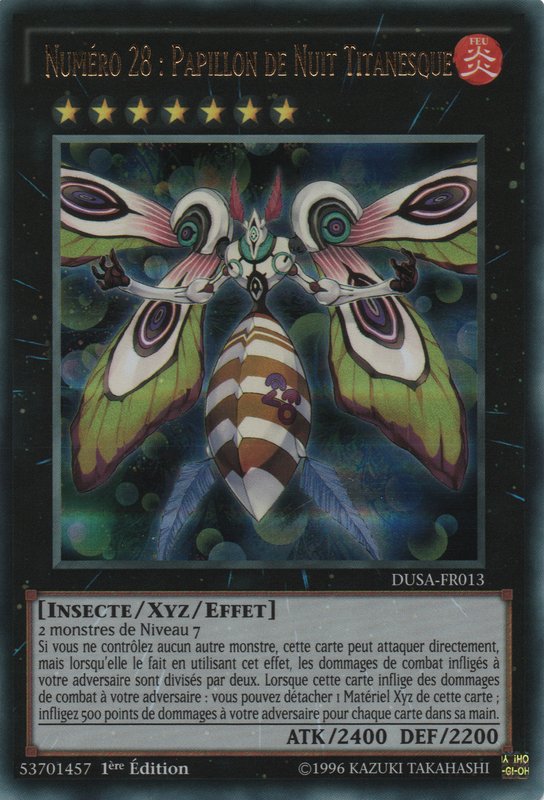 NUMÉRO 28 : PAPILLON DE NUIT TITANESQUE
FEU
炎
28
DUSA-FR013
[INSECTE/XYZ/EFFET]
2 monstres de Niveau 7
Si vous ne contrôlez aucun autre monstre, cette carte peut attaquer directement,
mais lorsqu'elle le fait en utilisant cet effet, les dommages de combat infligés à
votre adversaire sont divisés par deux. Lorsque cette carte inflige des dommages
de combat à votre adversaire : vous pouvez détacher 1 Matériel Xyz de cette carte ;
infligez 500 points de dommages à votre adversaire pour chaque carte dans sa main.
ATK/2400 DEF/2200
53701457 1ère Édition ©1996 KAZUKI TAKAHASHI